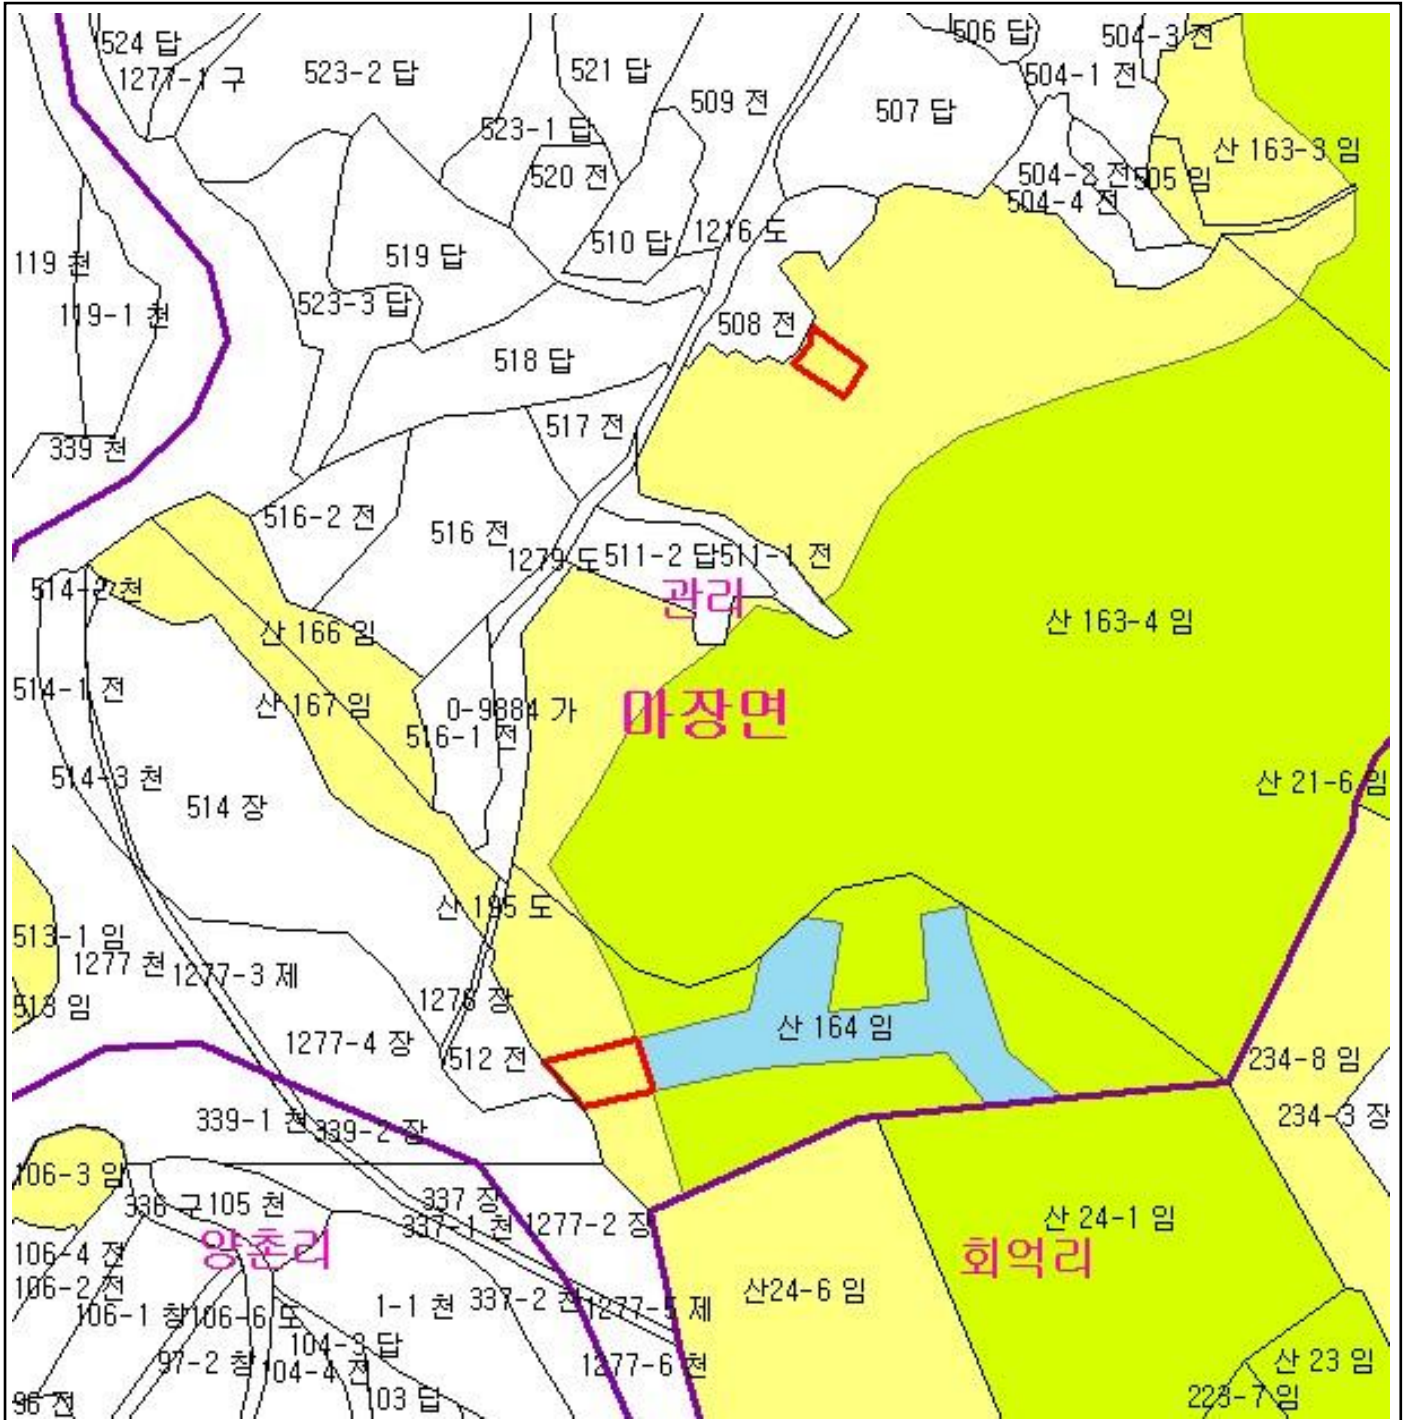 524 답
1277-1 구
523-2 답
521 답
523-1 답
520 전
509 전
506 답
504-3 전
504-1 전
507 답
산 163-3 임
504-2 전
505 임
504-4 전
510 답
1216 도
519 답
523-3 답
119 천
119-1 천
508 전
518 답
517 전
339 천
516-2 전
516 전
1279 도
511-2 답
511-1 전
관리
514-2 천
산 166 임
산 163-4 임
514-1 전
산 167 임
0-9884 가
마장면
516-1 전
514-3 천
514 장
산 21-6 임
산 195 도
513-1 임
1277 천
1277-3 제
1276 장
513 임
산 164 임
1277-4 장
512 전
234-8 임
339-1 천
339-2 장
234-3 장
106-3 임
336 구
105 천
337 장
337-1 천
1277-2 장
산 24-1 임
양촌리
회억리
106-4 전
106-2 전
106-1 창
106-6 도
1-1 천
337-2 천
1277-5 제
산24-6 임
104-3 답
97-2 창
104-4 전
1277-6 천
산 23 임
96 전
103 답
223-7 임